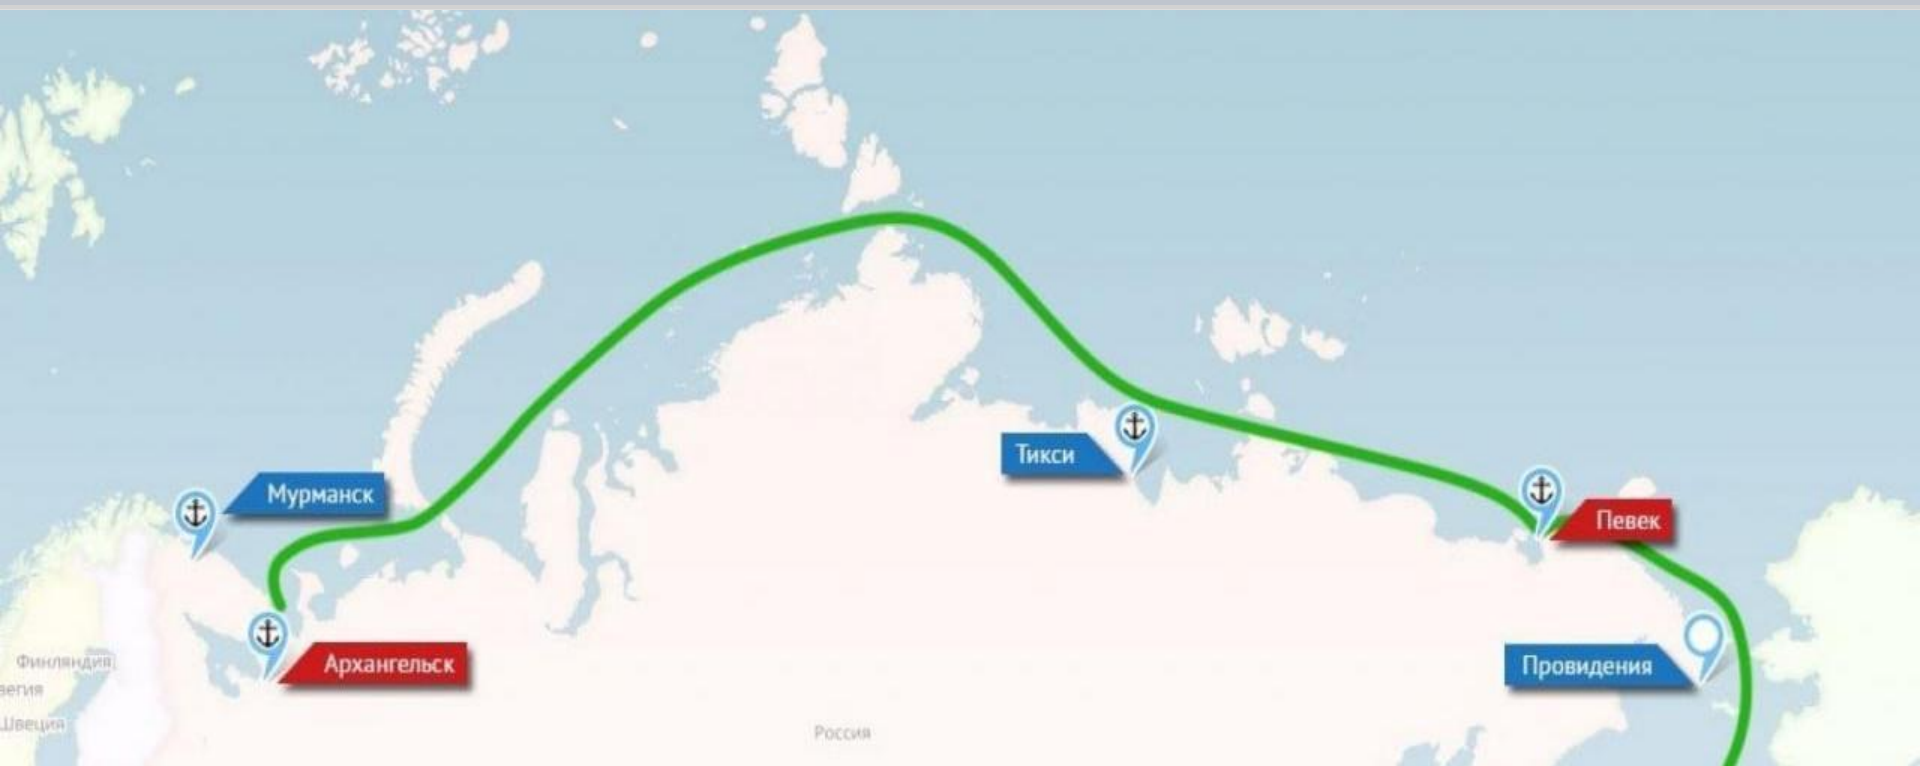 Тикси
Мурманск
Певек
Архангельск
Провидения
Финляндия
Швеция
Россия